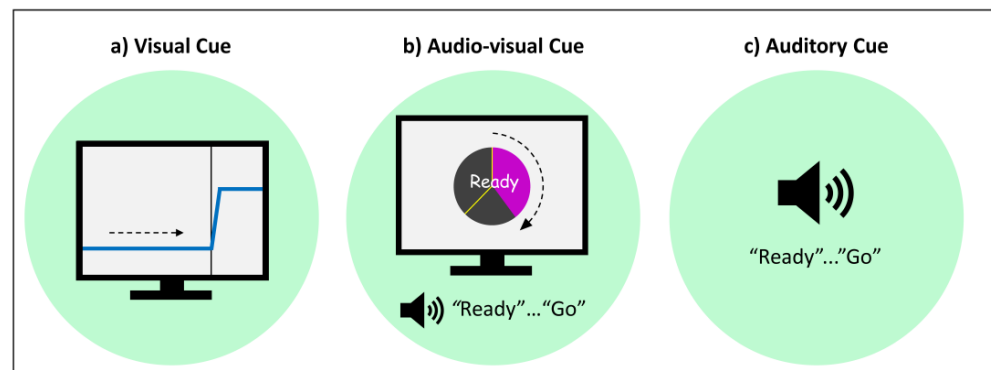 a) Visual Cue
b) Audio-visual Cue
c) Auditory Cue
Ready
“Ready”...“Go”
“Ready”...”Go”